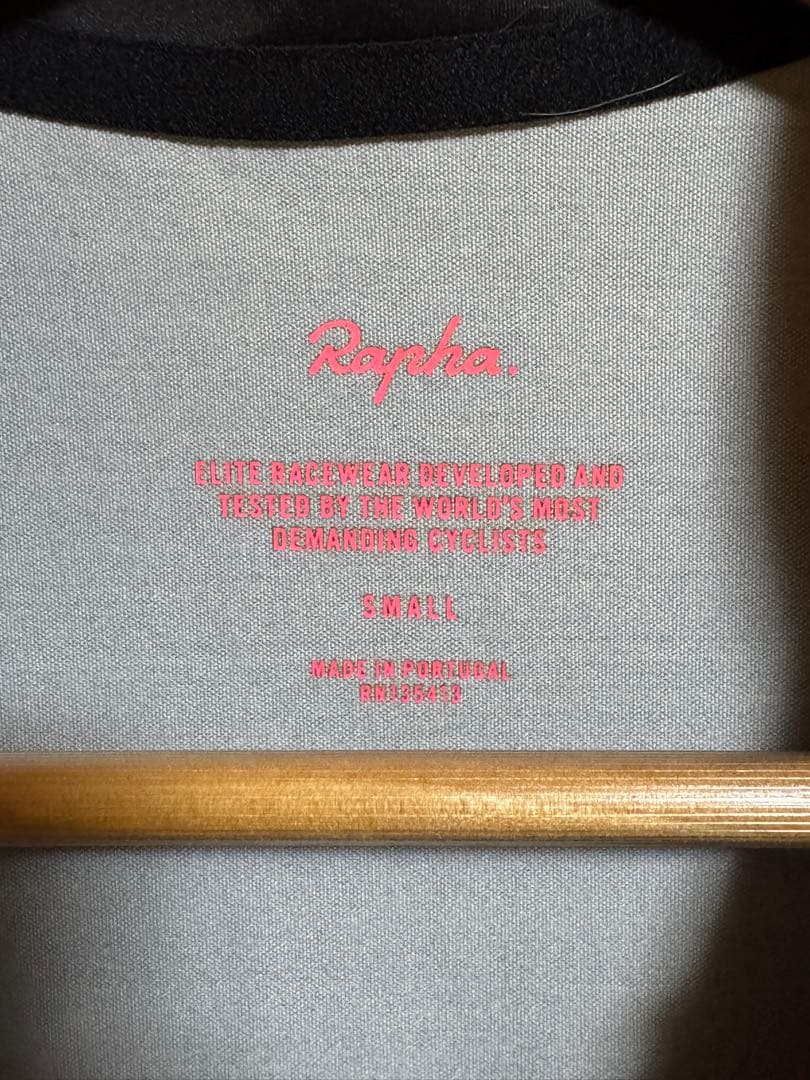 Rapha.
ELITE RACEWEAR DEVELOPED AND
TESTED BY THE WORLD'S MOST
DEMANDING CYCLISTS
SMALL
MADE IN PORTUGAL
RN135413